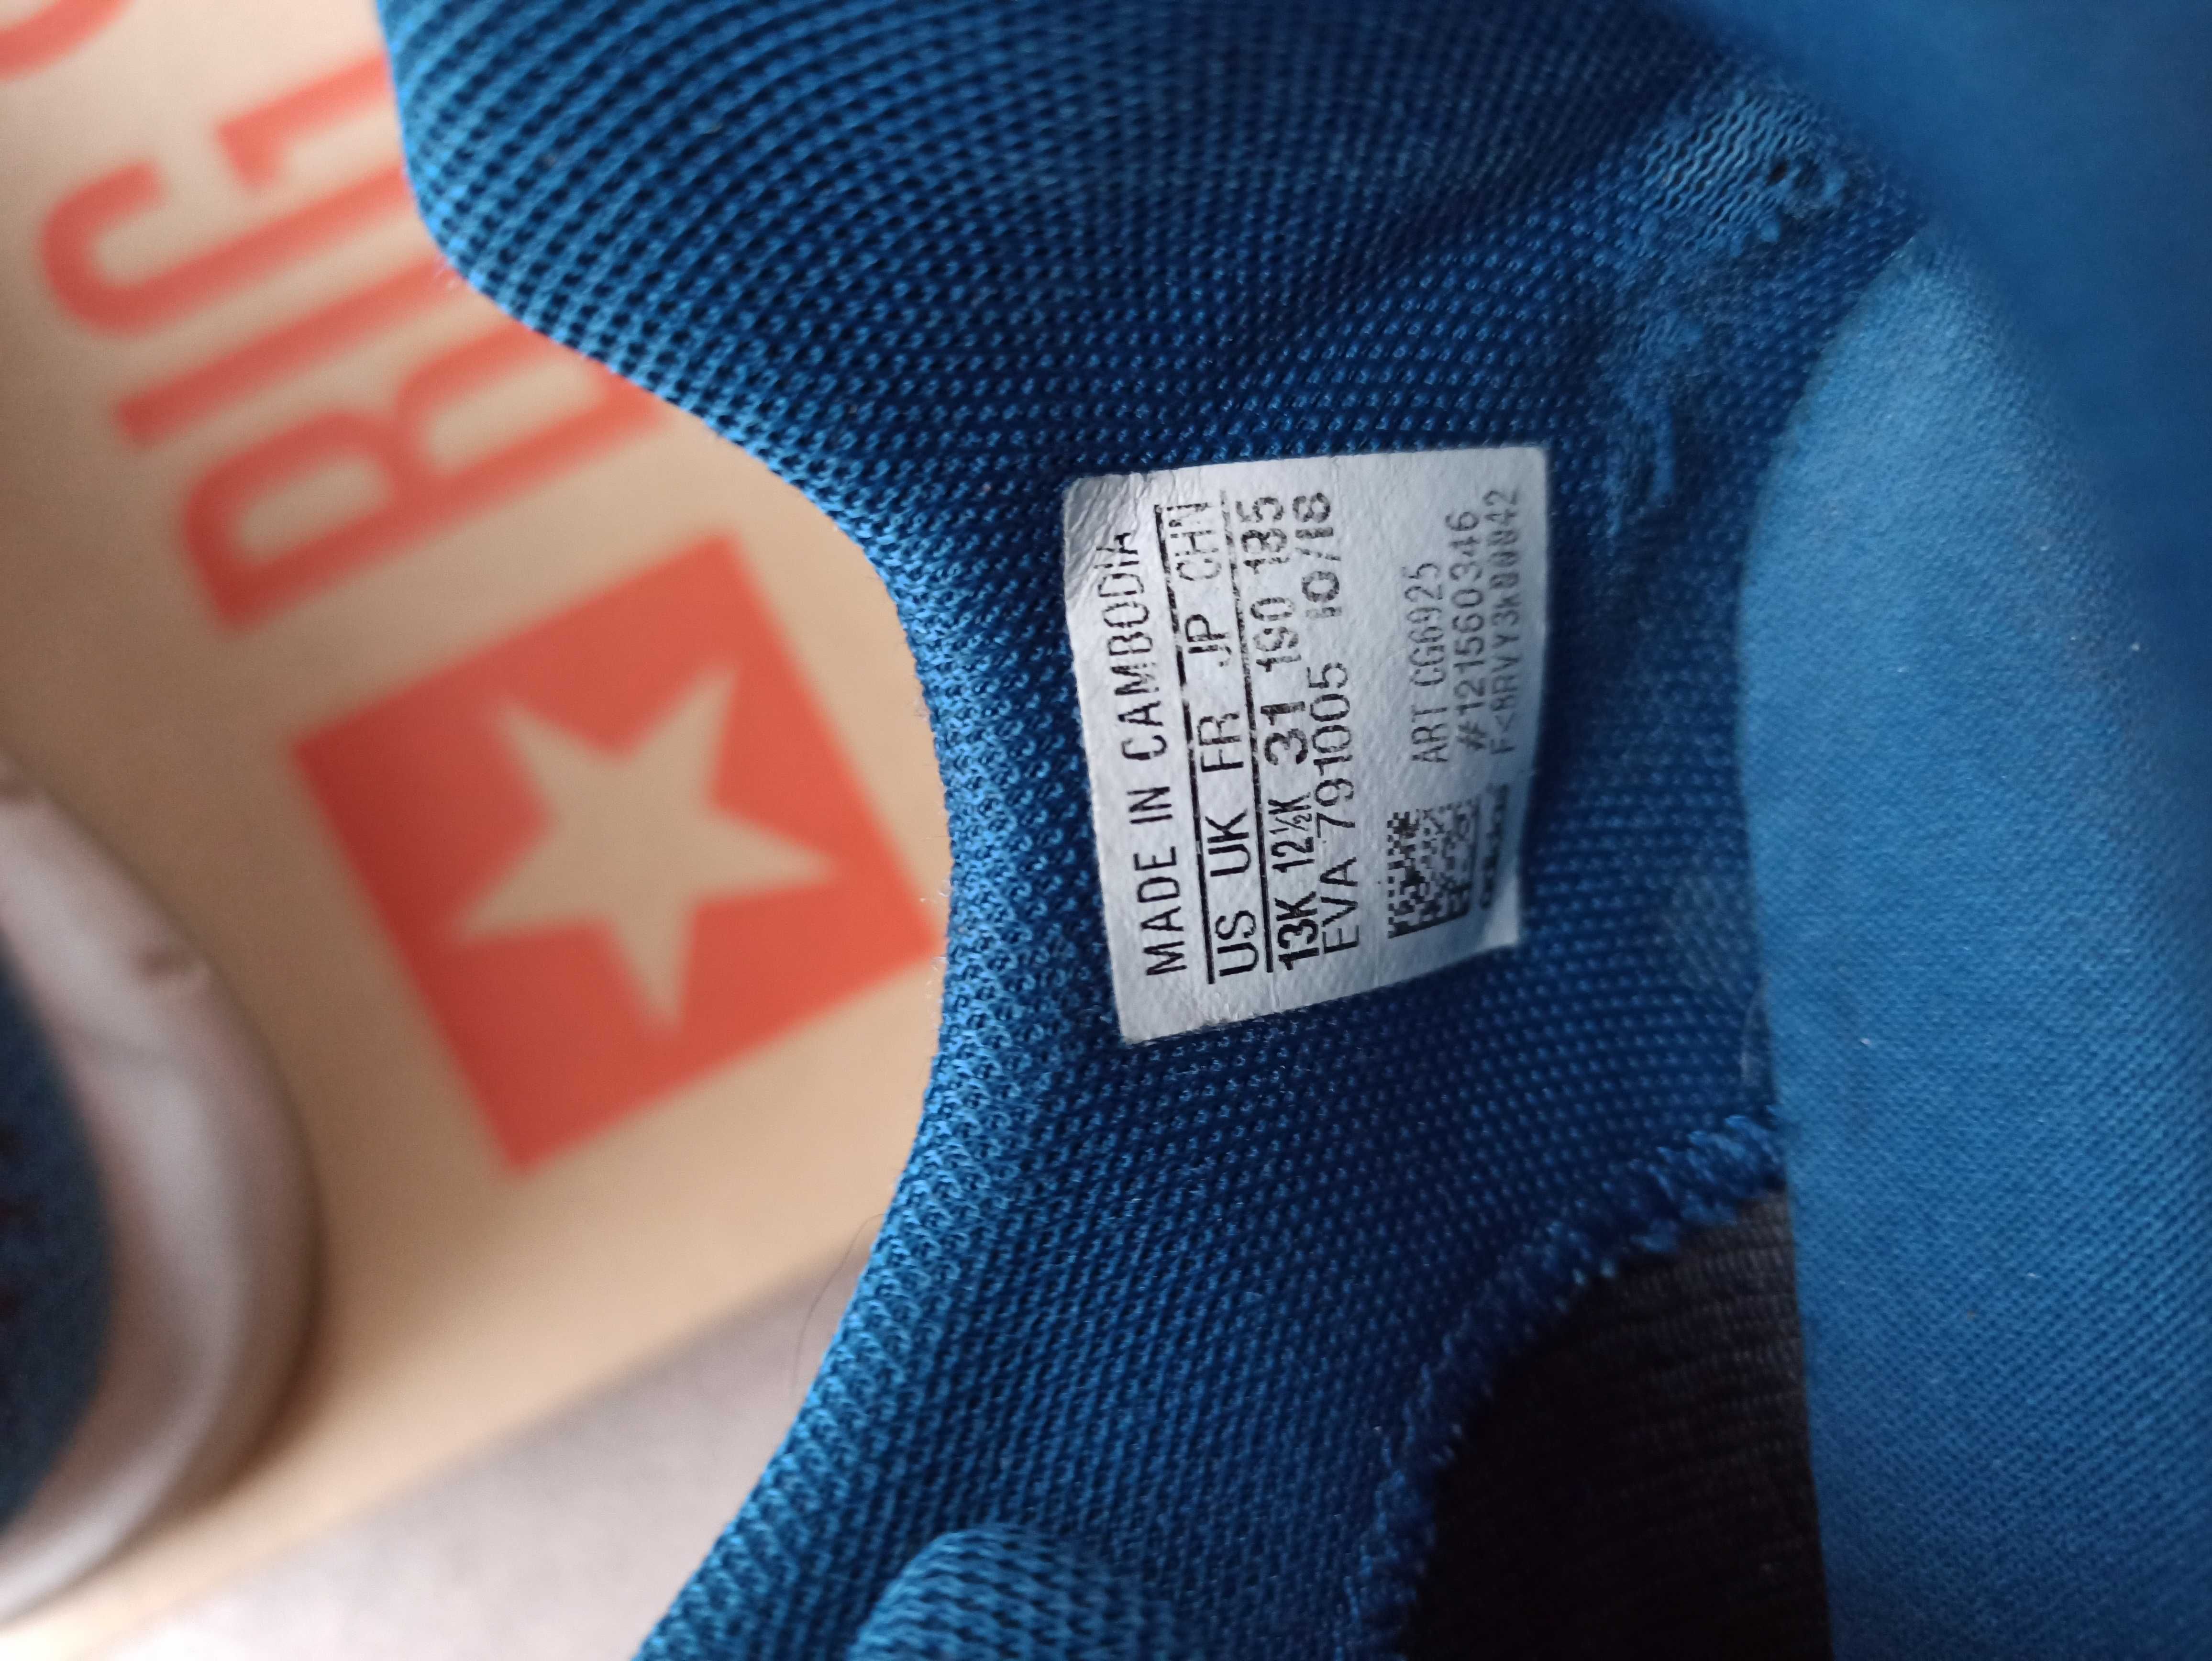 MADE IN CAMBODIA
US UK FR JP CHN
13K 12½K 31 190 185
EVA 791005 10/18
ART CG6925
#1215603346